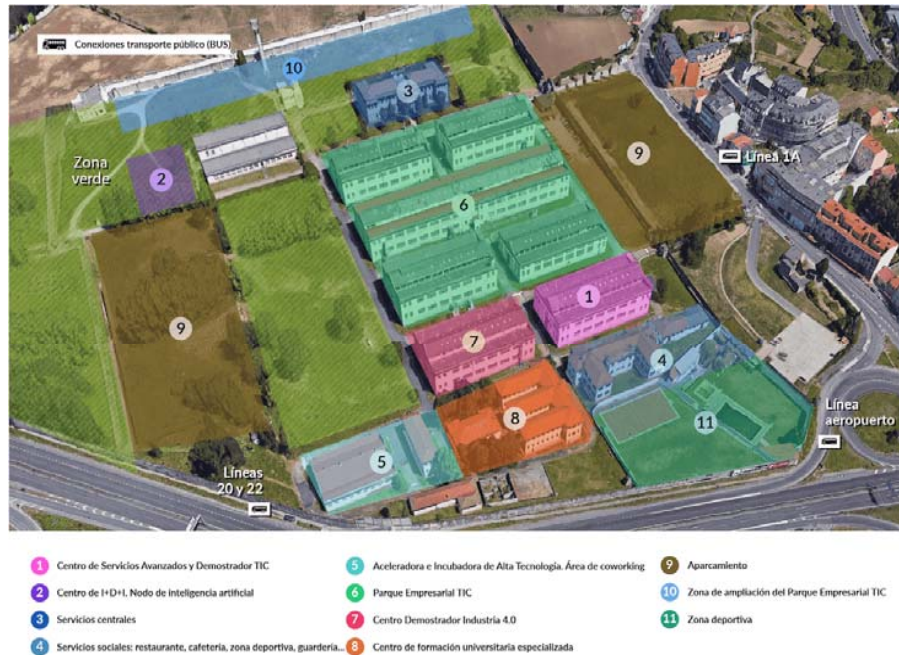 Conexiones transporte público (BUS)
10
3
Zona
verde
2
9
Línea 1A
6
1
9
7
4
8
11
Línea
aeropuerto
5
Líneas
20 y 22
1 Centro de Servicios Avanzados y Demostrador TIC
2 Centro de I+D+I. Nodo de inteligencia artificial
3 Servicios centrales
4 Servicios sociales: restaurante, cafetería, zona deportiva, guardería...
5 Aceleradora e Incubadora de Alta Tecnología. Área de coworking
6 Parque Empresarial TIC
7 Centro Demostrador Industria 4.0
8 Centro de formación universitaria especializada
9 Aparcamiento
10 Zona de ampliación del Parque Empresarial TIC
11 Zona deportiva